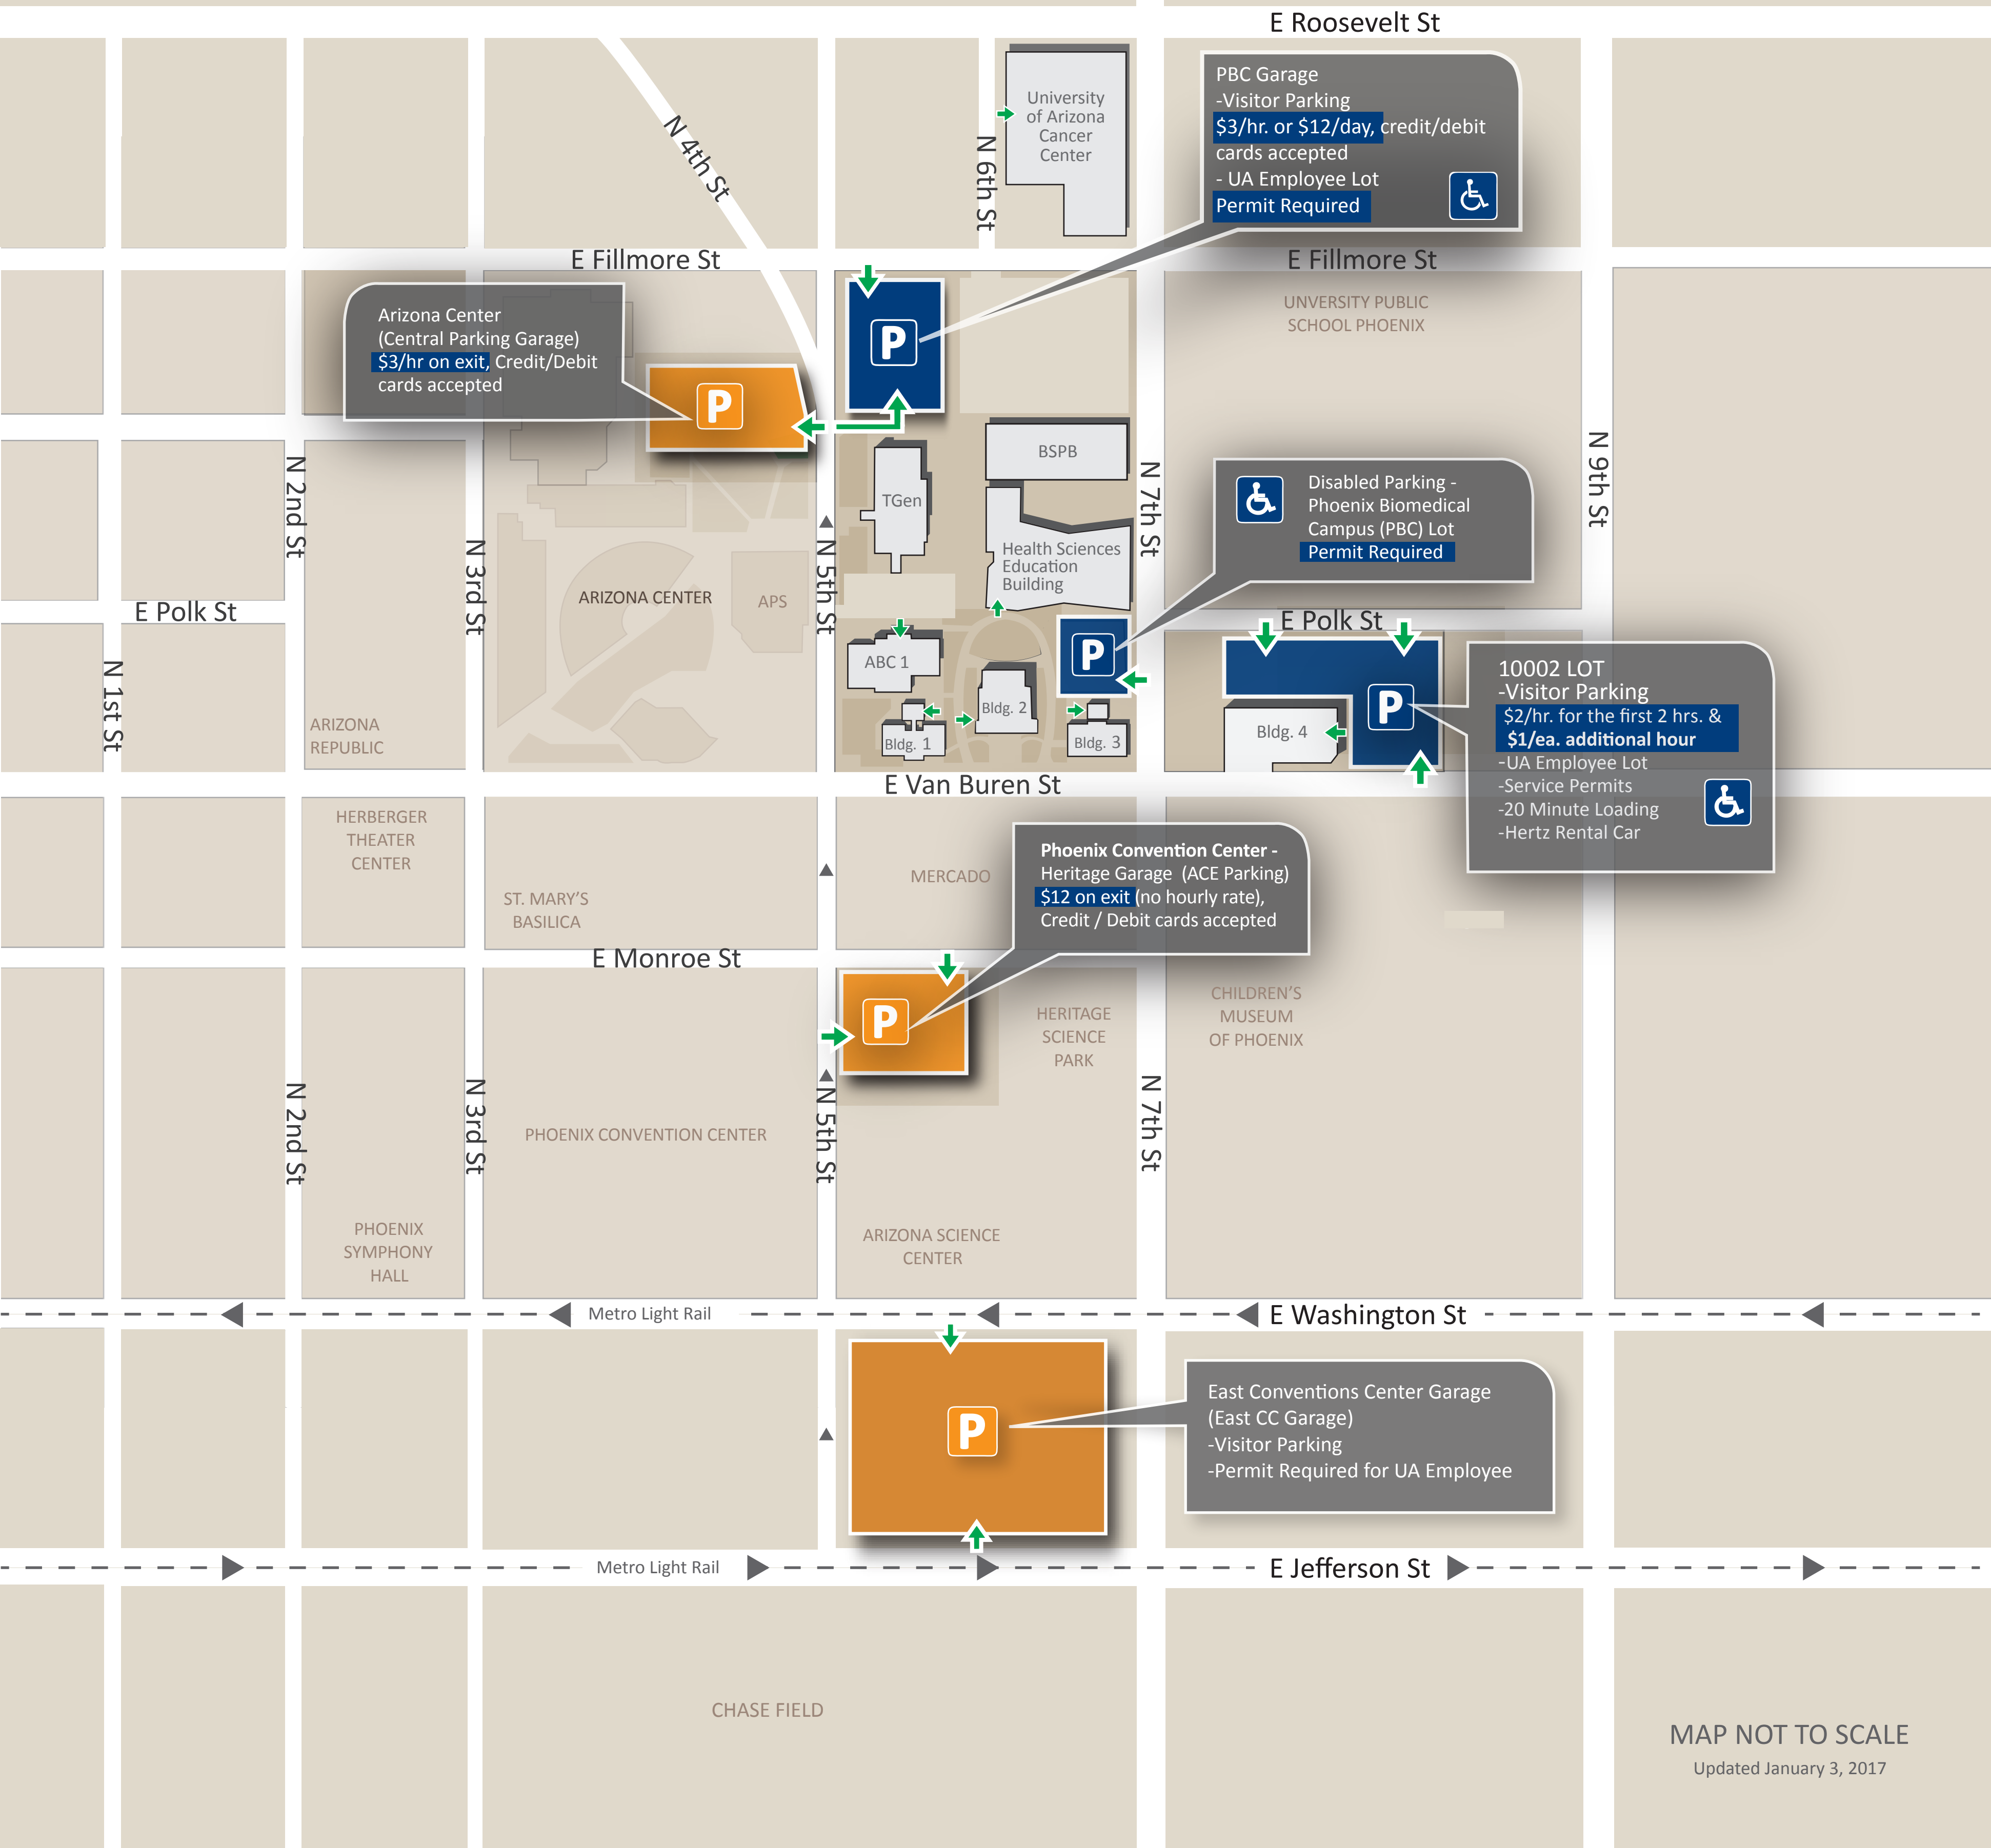 E Roosevelt St
PBC Garage
-Visitor Parking
$3/hr. or $12/day, credit/debit
cards accepted
- UA Employee Lot
Permit Required
University
of Arizona
Cancer
Center
N 4th St
N 6th St
E Fillmore St
E Fillmore St
UNVERSITY PUBLIC
SCHOOL PHOENIX
Arizona Center
(Central Parking Garage)
$3/hr on exit, Credit/Debit
cards accepted
P
P
BSPB
TGen
N 2nd St
N 3rd St
N 5th St
N 7th St
N 9th St
Disabled Parking -
Phoenix Biomedical
Campus (PBC) Lot
Permit Required
Health Sciences
Education
Building
ARIZONA CENTER
APS
E Polk St
E Polk St
N 1st St
ABC 1
P
P
10002 LOT
-Visitor Parking
$2/hr. for the first 2 hrs. &
$1/ea. additional hour
-UA Employee Lot
-Service Permits
-20 Minute Loading
-Hertz Rental Car
ARIZONA
REPUBLIC
Bldg. 1
Bldg. 2
Bldg. 3
Bldg. 4
E Van Buren St
HERBERGER
THEATER
CENTER
ST. MARY'S
BASILICA
MERCADO
Phoenix Convention Center -
Heritage Garage (ACE Parking)
$12 on exit (no hourly rate),
Credit / Debit cards accepted
E Monroe St
P
HERITAGE
SCIENCE
PARK
CHILDREN'S
MUSEUM
OF PHOENIX
N 2nd St
N 3rd St
N 5th St
N 7th St
PHOENIX CONVENTION CENTER
PHOENIX
SYMPHONY
HALL
ARIZONA SCIENCE
CENTER
Metro Light Rail
E Washington St
P
East Conventions Center Garage
(East CC Garage)
-Visitor Parking
-Permit Required for UA Employee
Metro Light Rail
E Jefferson St
CHASE FIELD
MAP NOT TO SCALE
Updated January 3, 2017